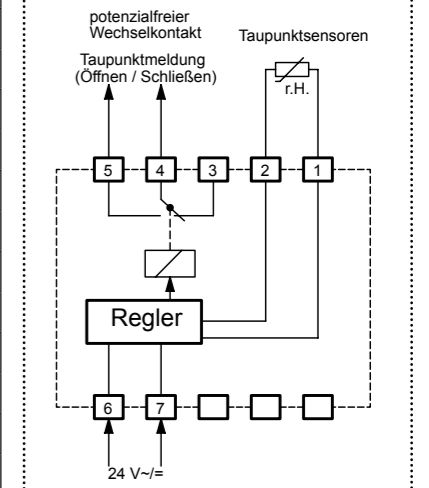 potenzialfreier
Wechselkontakt
Taupunktmeldung
(Öffnen / Schließen)
Taupunktsensoren
r.H.
5 4 3 2 1
Regler
6 7
24 V~/=